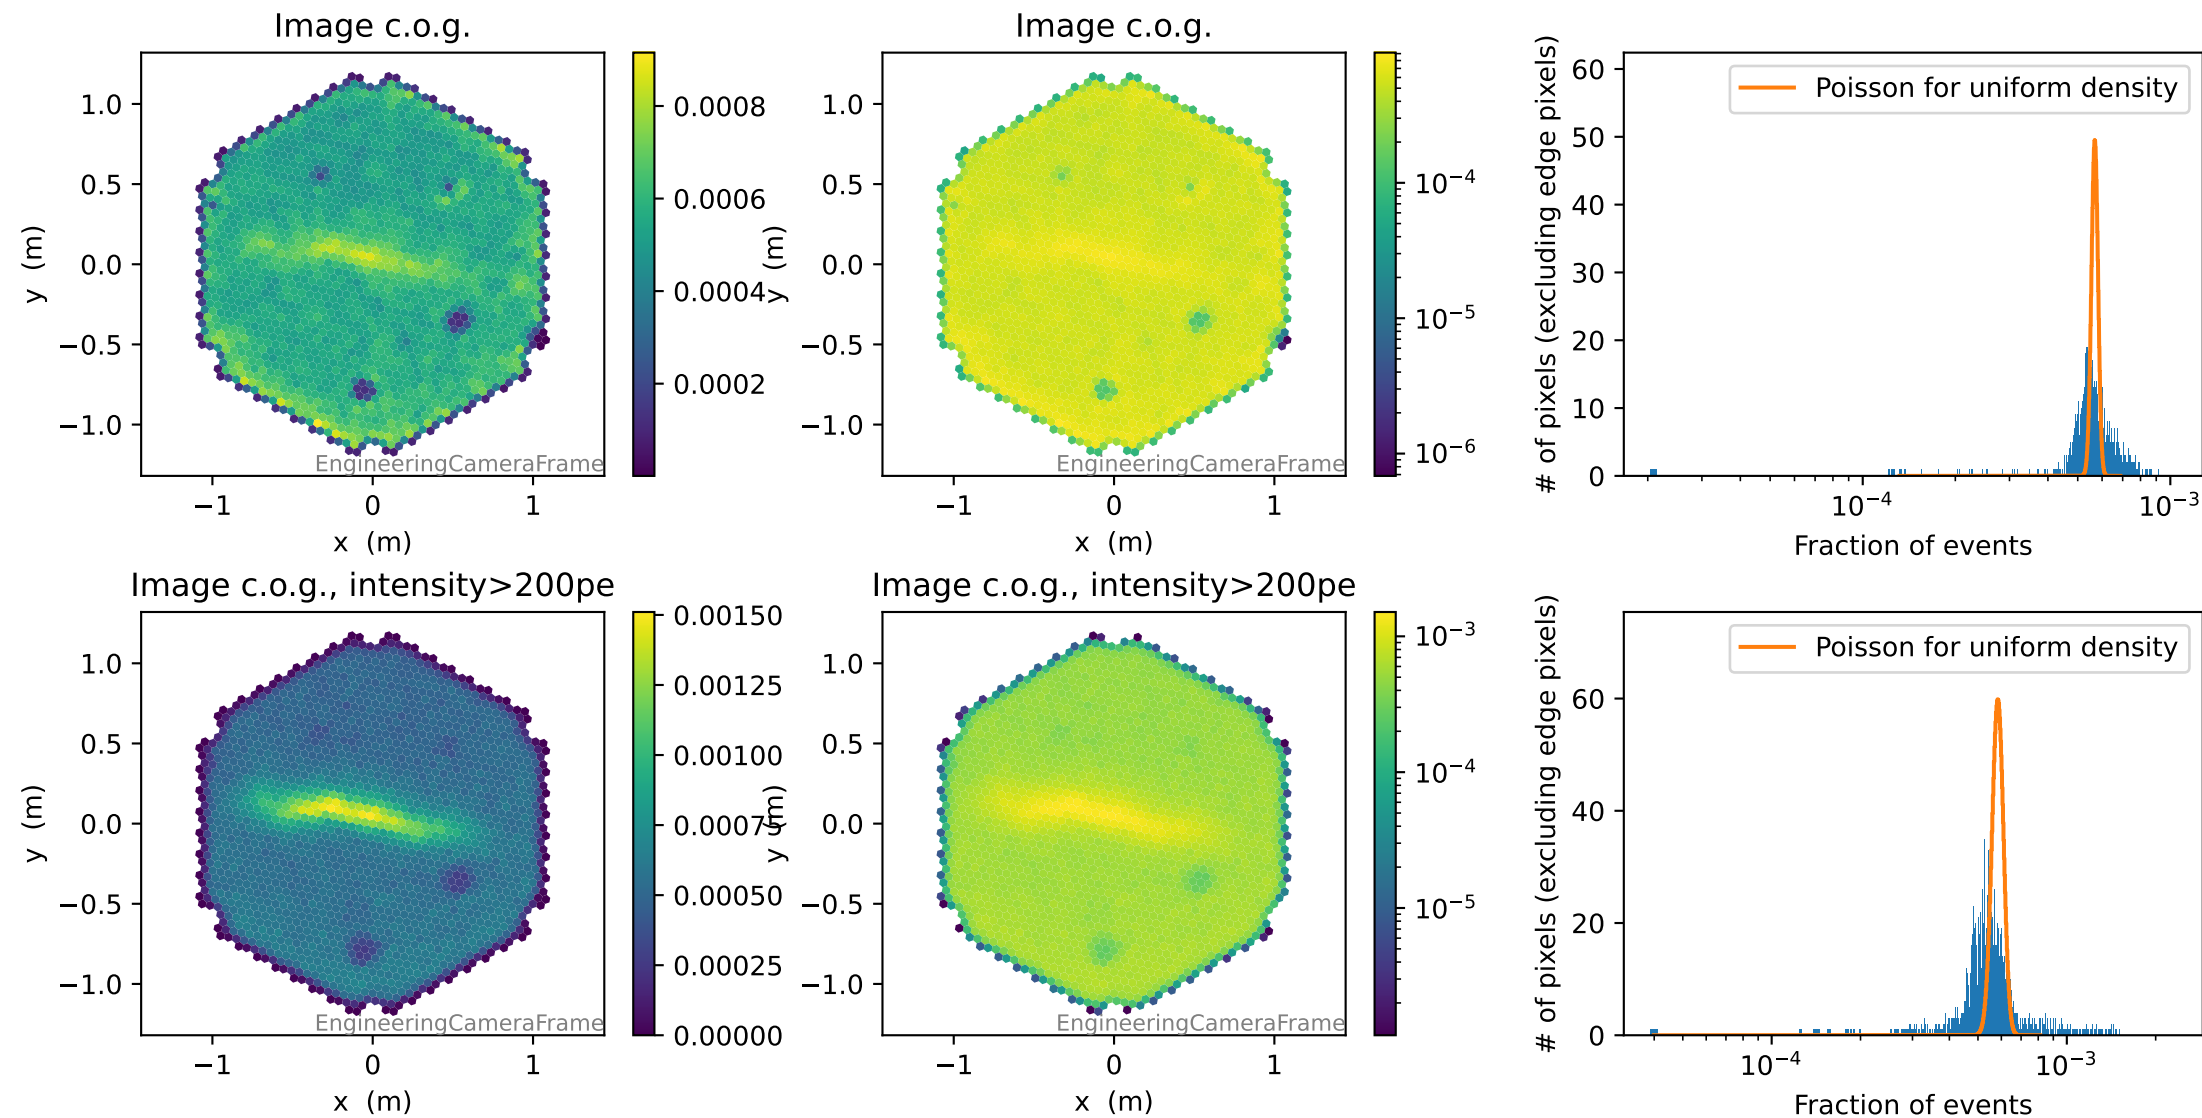 Image c.o.g.
1.0
0.5
0.0
−0.5
−1.0
y (m)
−1
0
1
x (m)
EngineeringCameraFrame
0.0008
0.0006
0.0004
0.0002
Image c.o.g.
1.0
0.5
0.0
−0.5
−1.0
y (m)
−1
0
1
x (m)
EngineeringCameraFrame
10⁻⁴
10⁻⁵
10⁻⁶
# of pixels (excluding edge pixels)
60
50
40
30
20
10
0
Poisson for uniform density
10⁻⁴
10⁻³
Fraction of events
Image c.o.g., intensity>200pe
1.0
0.5
0.0
−0.5
−1.0
y (m)
−1
0
1
x (m)
EngineeringCameraFrame
0.00150
0.00125
0.00100
0.00075
0.00050
0.00025
0.00000
Image c.o.g., intensity>200pe
1.0
0.5
0.0
−0.5
−1.0
y (m)
−1
0
1
x (m)
EngineeringCameraFrame
10⁻³
10⁻⁴
10⁻⁵
# of pixels (excluding edge pixels)
60
40
20
0
Poisson for uniform density
10⁻⁴
10⁻³
Fraction of events